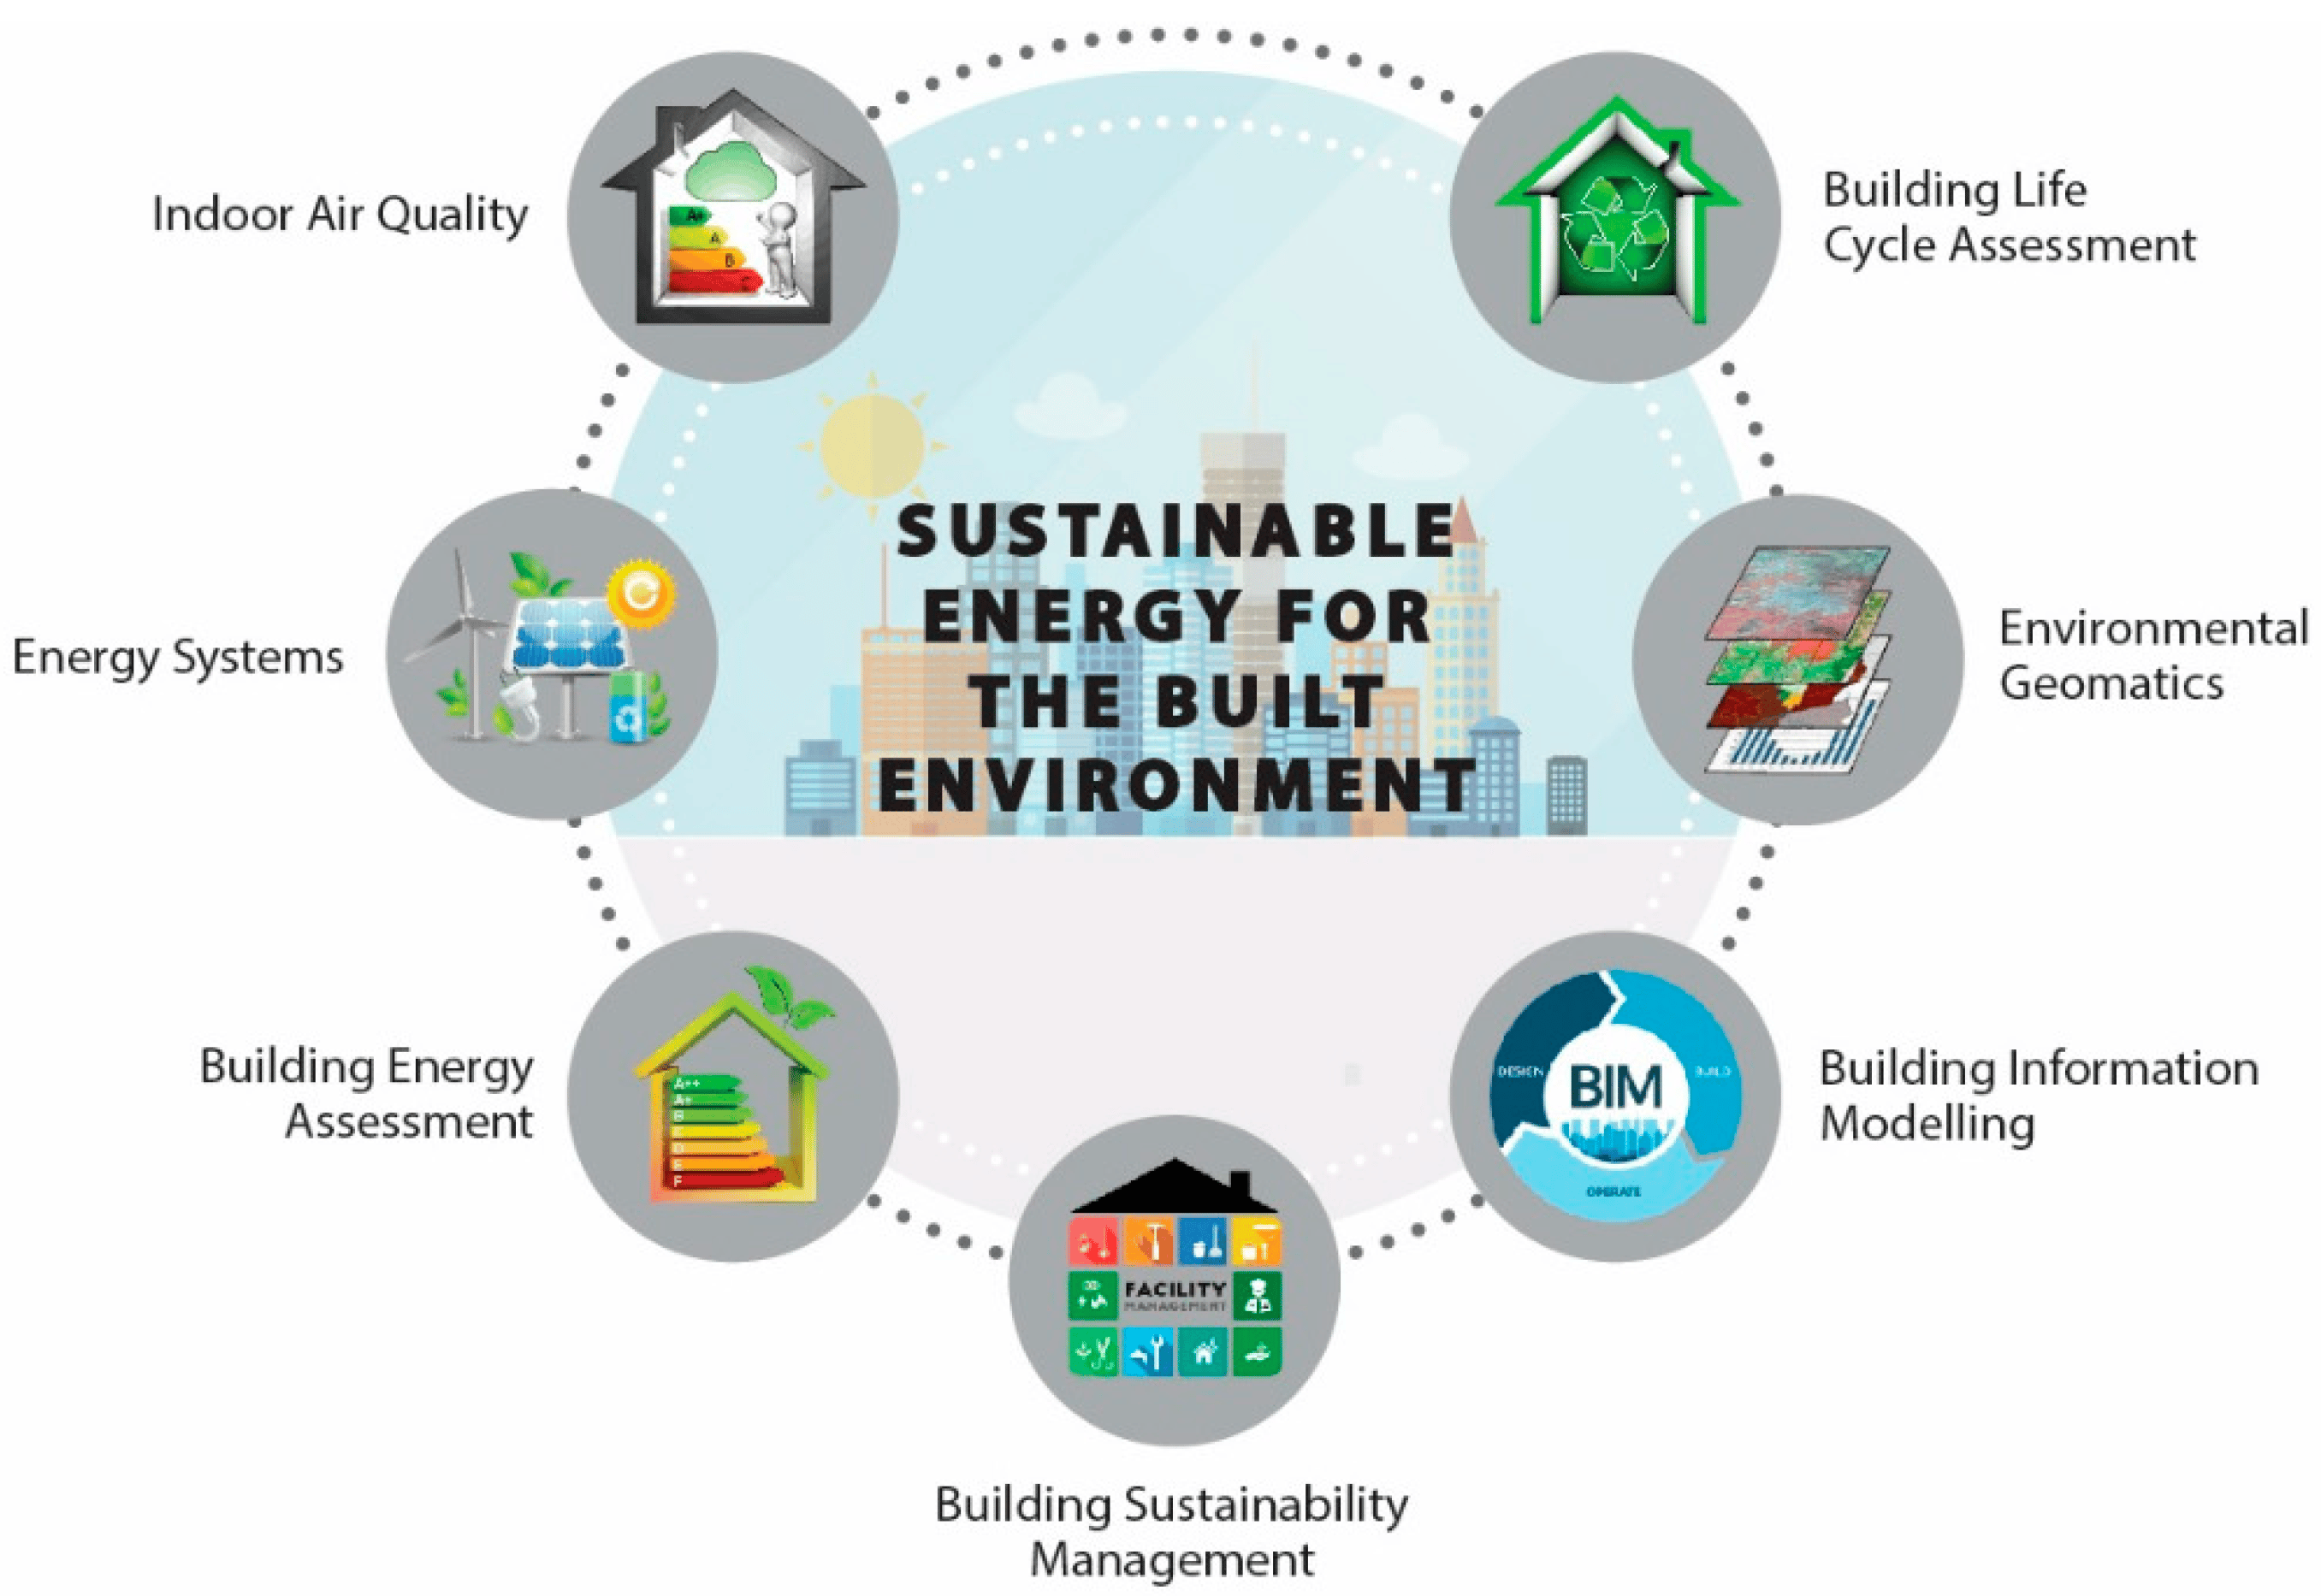 Indoor Air Quality
A+
A
B
C
Building Life
Cycle Assessment
SUSTAINABLE
ENERGY FOR
THE BUILT
ENVIRONMENT
Energy Systems
Environmental
Geomatics
Building Energy
Assessment
A++
A+
B
D
E
F
DESIGN
BIM
BUILD
OPERATE
Building Information
Modelling
FACILITY
MANAGEMENT
Building Sustainability
Management